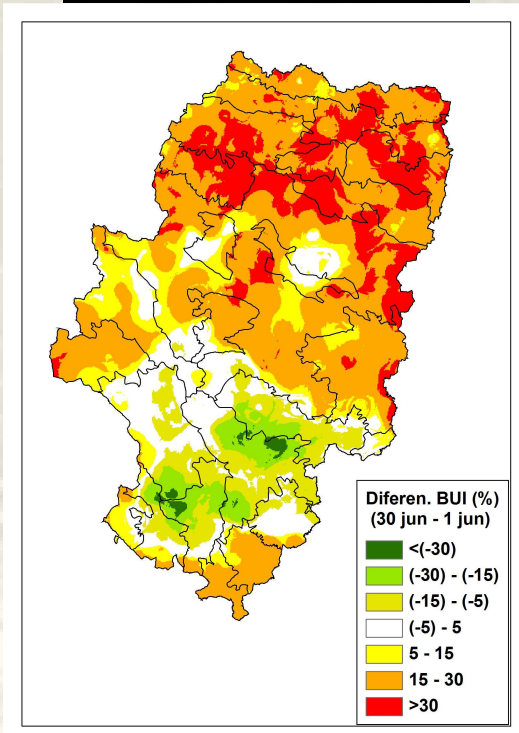 Diferen. BUI (%)
(30 jun - 1 jun)
<(-30)
(-30) - (-15)
(-15) - (-5)
(-5) - 5
5 - 15
15 - 30
>30